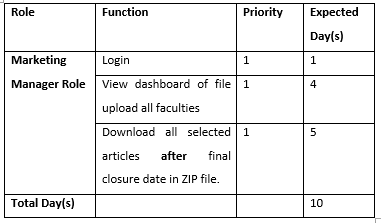 Role Function Priority Expected
Day(s)
Marketing Login 1 1
Manager Role View dashboard of file 1 4
upload all faculties
Download all selected 1 5
articles after final
closure date in ZIP file.
Total Day(s) 10